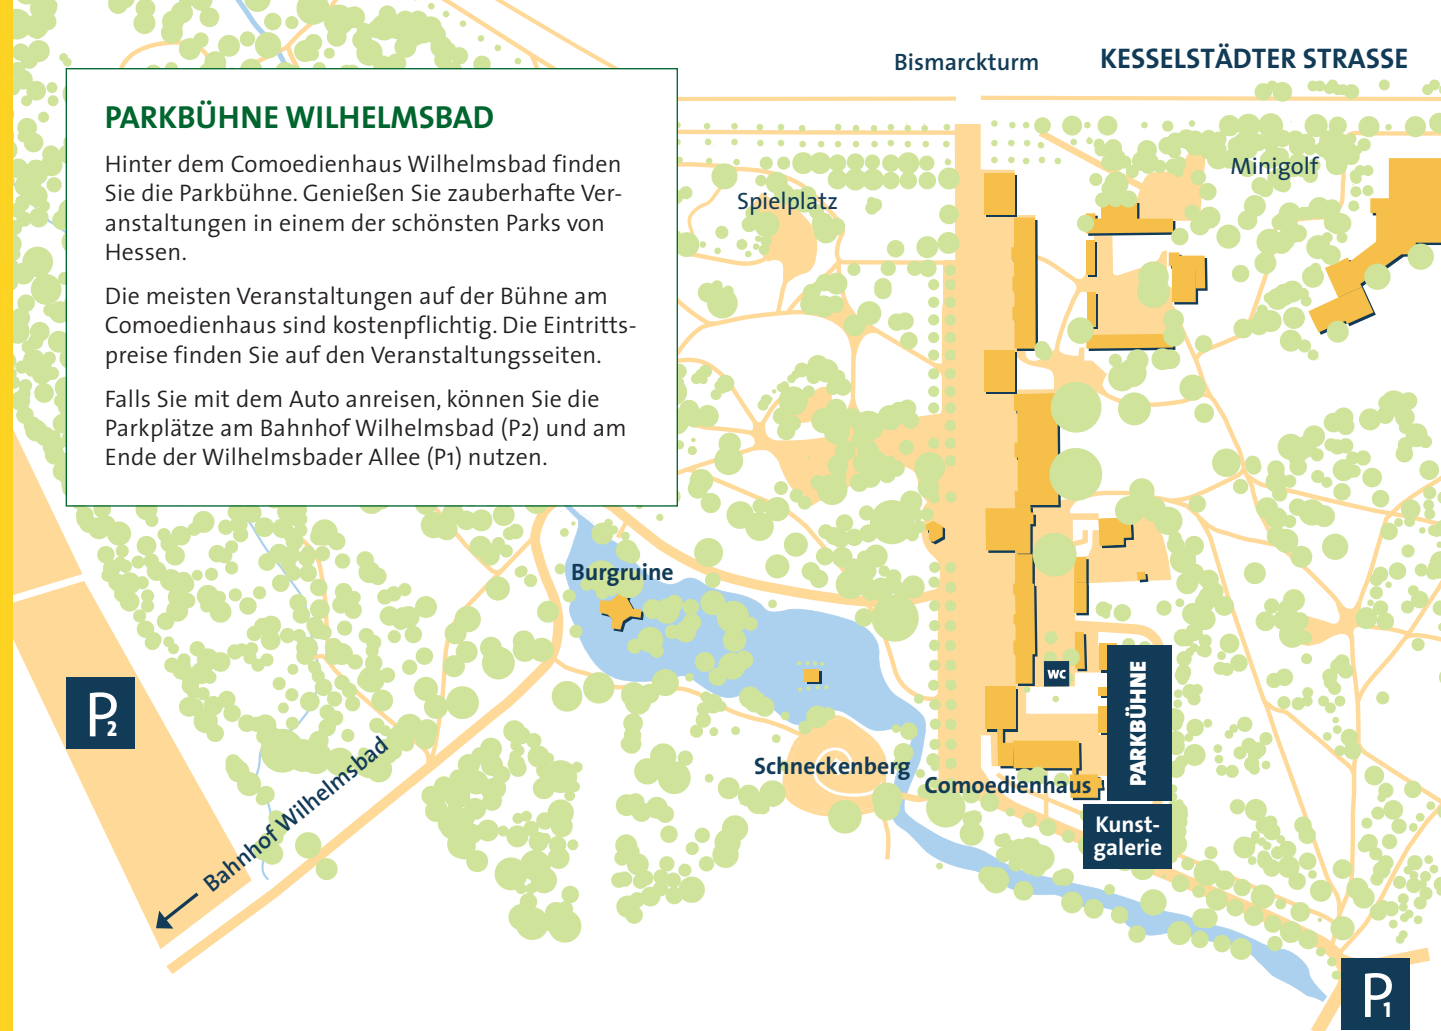 Bismarckturm
KESSELSTÄDTER STRASSE
PARKBÜHNE WILHELMSBAD
Hinter dem Comoedienhaus Wilhelmsbad finden
Sie die Parkbühne. Genießen Sie zauberhafte Ver-
anstaltungen in einem der schönsten Parks von
Hessen.
Die meisten Veranstaltungen auf der Bühne am
Comoedienhaus sind kostenpflichtig. Die Eintritts-
preise finden Sie auf den Veranstaltungsseiten.
Falls Sie mit dem Auto anreisen, können Sie die
Parkplätze am Bahnhof Wilhelmsbad (P2) und am
Ende der Wilhelmsbader Allee (P1) nutzen.
Minigolf
Spielplatz
Burgruine
WC
PARKBÜHNE
P2
Bahnhof Wilhelmsbad
Schneckenberg
Comoedienhaus
Kunst-
galerie
P1